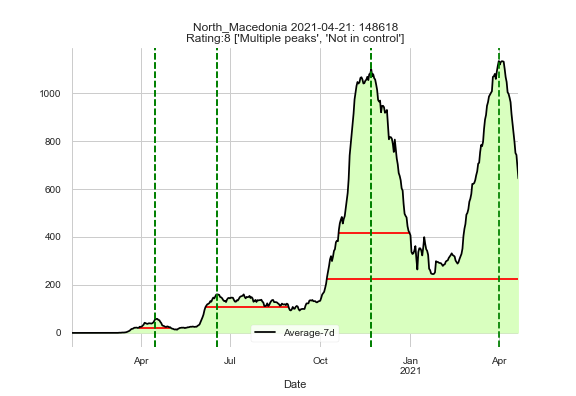 North_Macedonia 2021-04-21: 148618
Rating:8 ['Multiple peaks', 'Not in control']
1000
800
600
400
200
0
Average-7d
Apr Jul Oct Jan Apr
2021
Date